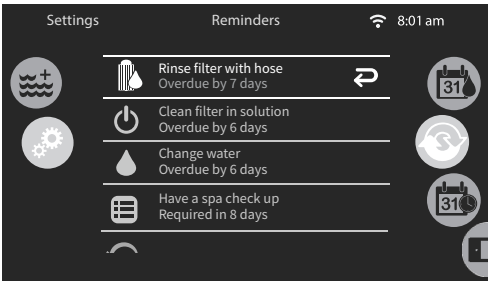 Settings
Reminders
8:01 am
Rinse filter with hose
Overdue by 7 days
Clean filter in solution
Overdue by 6 days
Change water
Overdue by 6 days
Have a spa check up
Required in 8 days
31
$
31